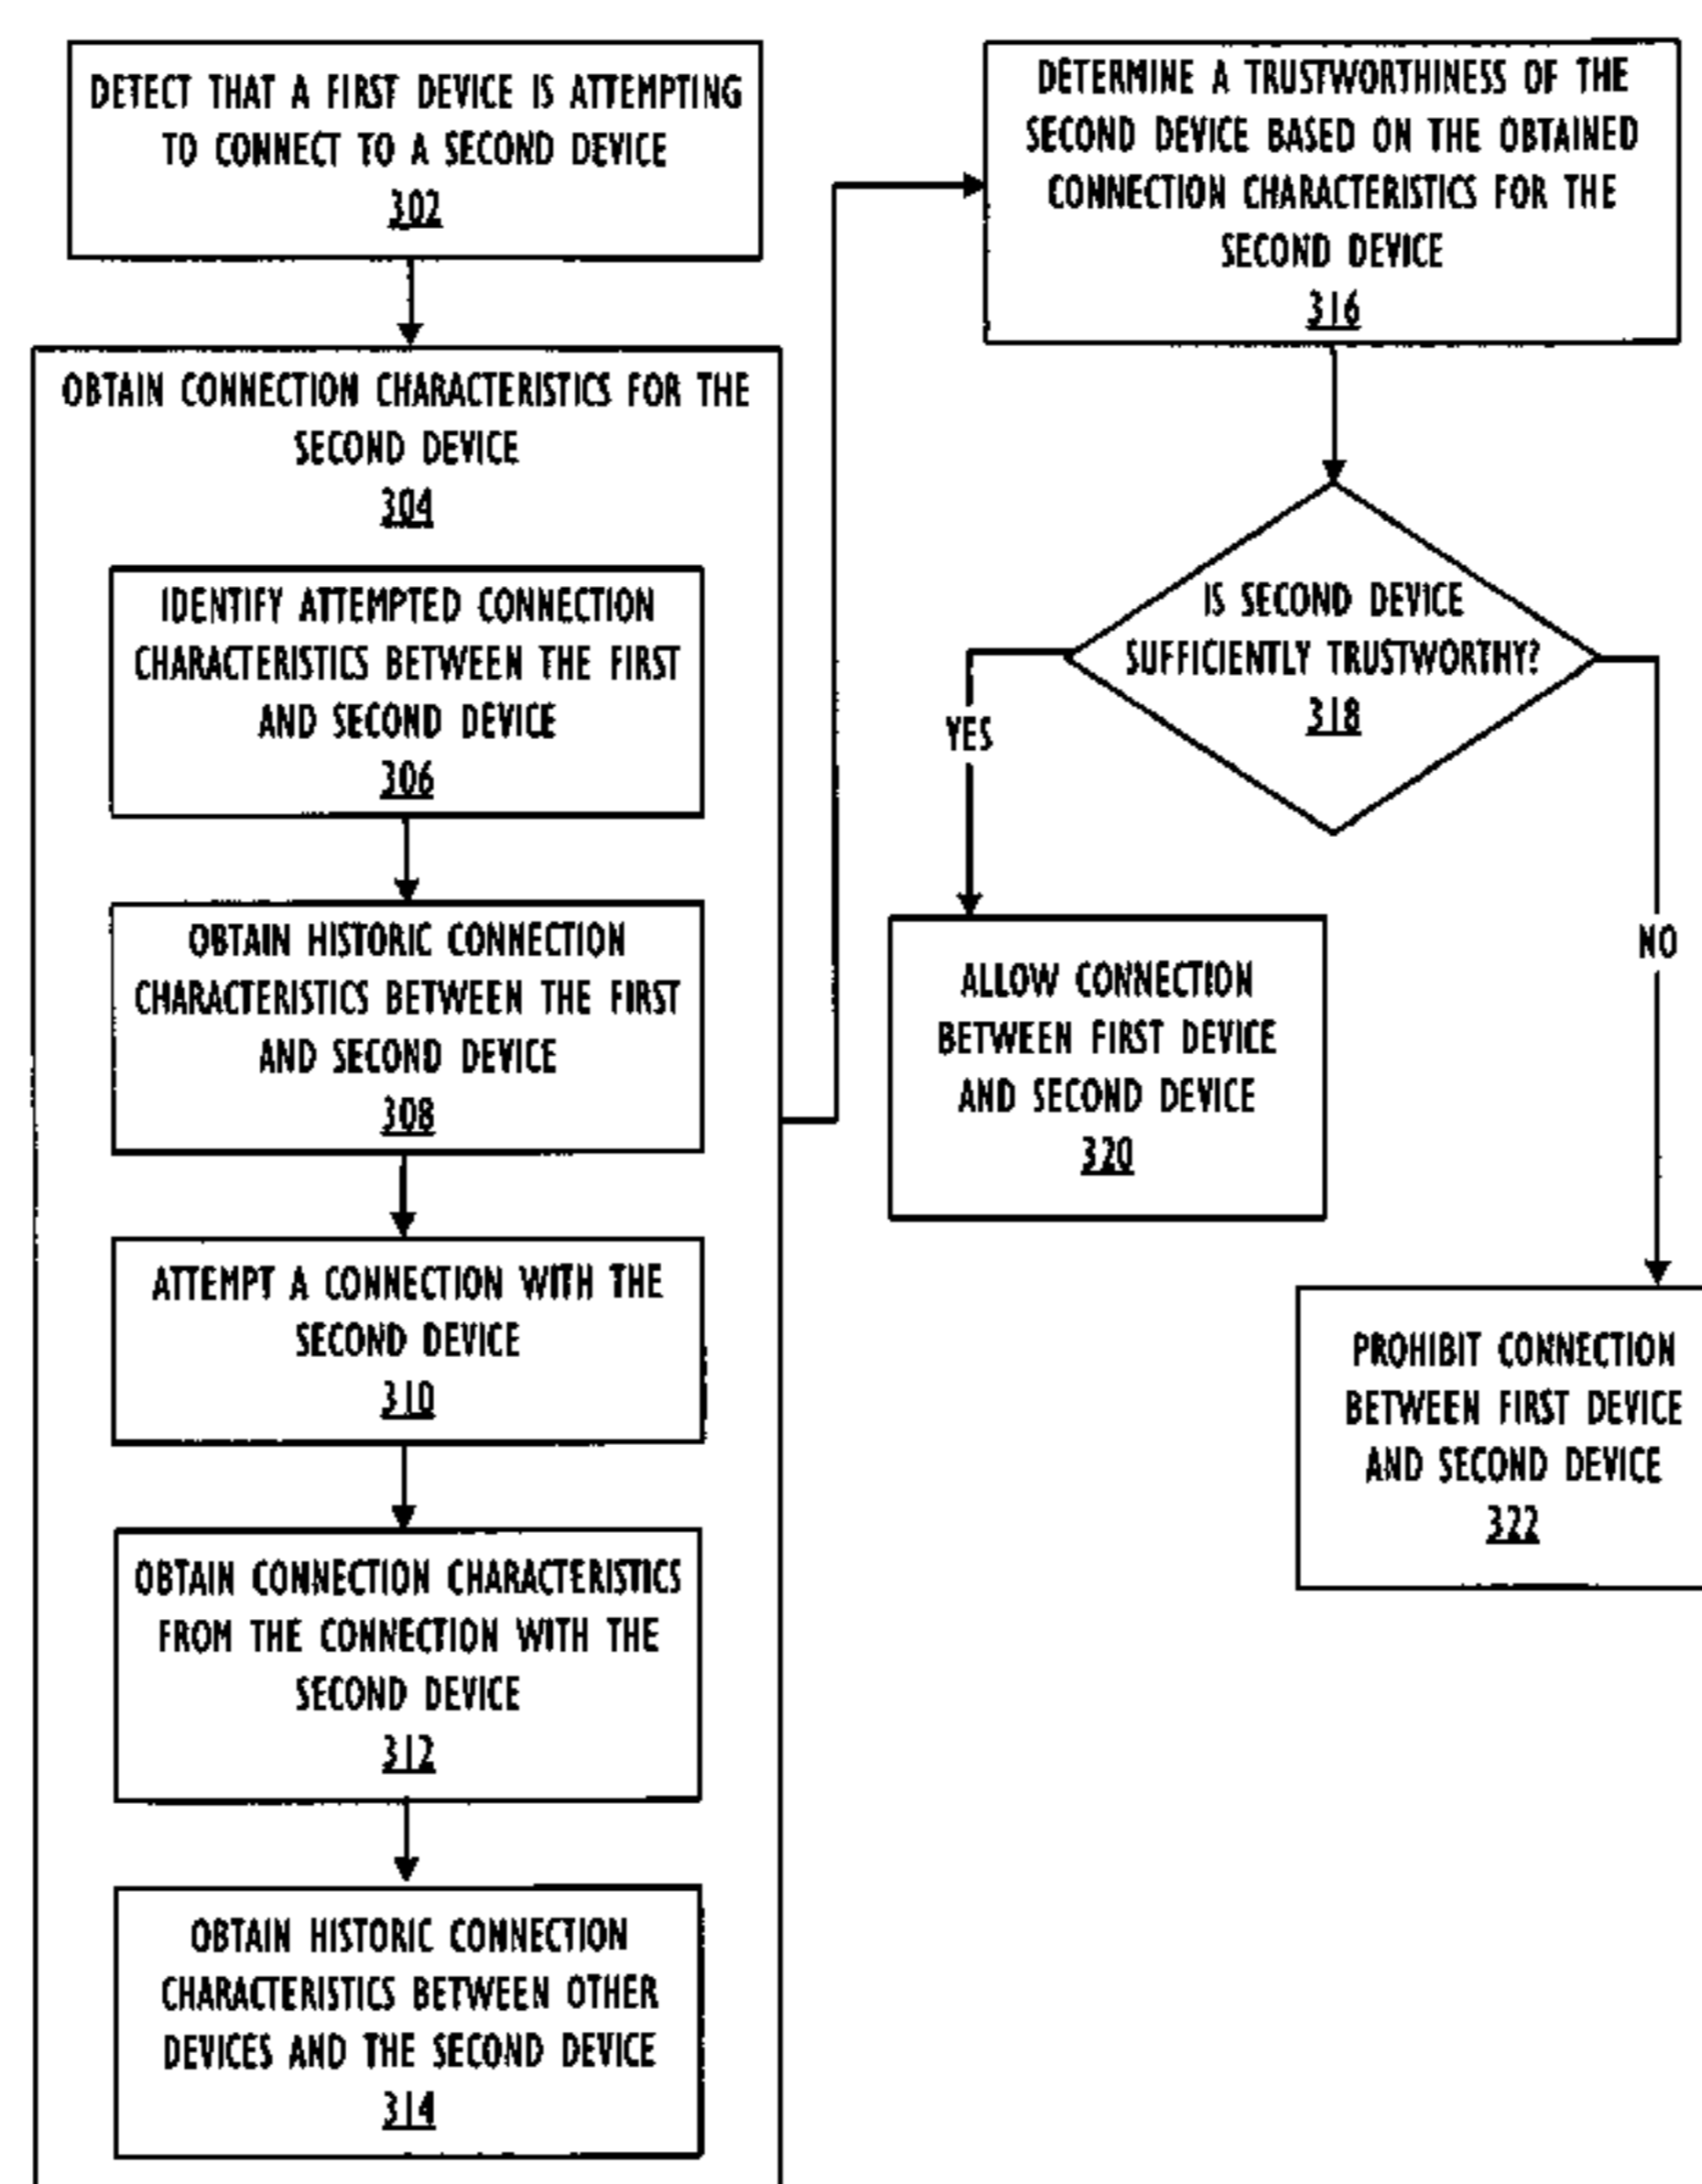 DETECT THAT A FIRST DEVICE IS ATTEMPTING
TO CONNECT TO A SECOND DEVICE
302
OBTAIN CONNECTION CHARACTERISTICS FOR THE
SECOND DEVICE
304
IDENTIFY ATTEMPTED CONNECTION
CHARACTERISTICS BETWEEN THE FIRST
AND SECOND DEVICE
306
OBTAIN HISTORIC CONNECTION
CHARACTERISTICS BETWEEN THE FIRST
AND SECOND DEVICE
308
ATTEMPT A CONNECTION WITH THE
SECOND DEVICE
310
OBTAIN CONNECTION CHARACTERISTICS
FROM THE CONNECTION WITH THE
SECOND DEVICE
312
OBTAIN HISTORIC CONNECTION
CHARACTERISTICS BETWEEN OTHER
DEVICES AND THE SECOND DEVICE
314
DETERMINE A TRUSTWORTHINESS OF THE
SECOND DEVICE BASED ON THE OBTAINED
CONNECTION CHARACTERISTICS FOR THE
SECOND DEVICE
316
IS SECOND DEVICE
SUFFICIENTLY TRUSTWORTHY?
318
YES
NO
ALLOW CONNECTION
BETWEEN FIRST DEVICE
AND SECOND DEVICE
320
PROHIBIT CONNECTION
BETWEEN FIRST DEVICE
AND SECOND DEVICE
322